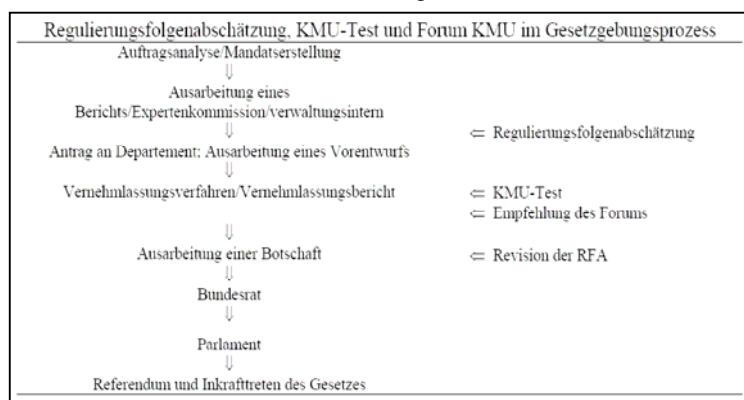 Regulierungsfolgenabschätzung, KMU-Test und Forum KMU im Gesetzgebungsprozess
Auftragsanalyse/Mandatserstellung
⇓
Ausarbeitung eines
Berichts/Expertenkommission/verwaltungsintern
⇓ ⇐ Regulierungsfolgenabschätzung
Antrag an Departement: Ausarbeitung eines Vorentwurfs
⇓
Vernehmlassungsverfahren/Vernehmlassungsbericht ⇐ KMU-Test
⇐ Empfehlung des Forums
⇓
Ausarbeitung einer Botschaft ⇐ Revision der RFA
⇓
Bundesrat
⇓
Parlament
⇓
Referendum und Inkrafttreten des Gesetzes